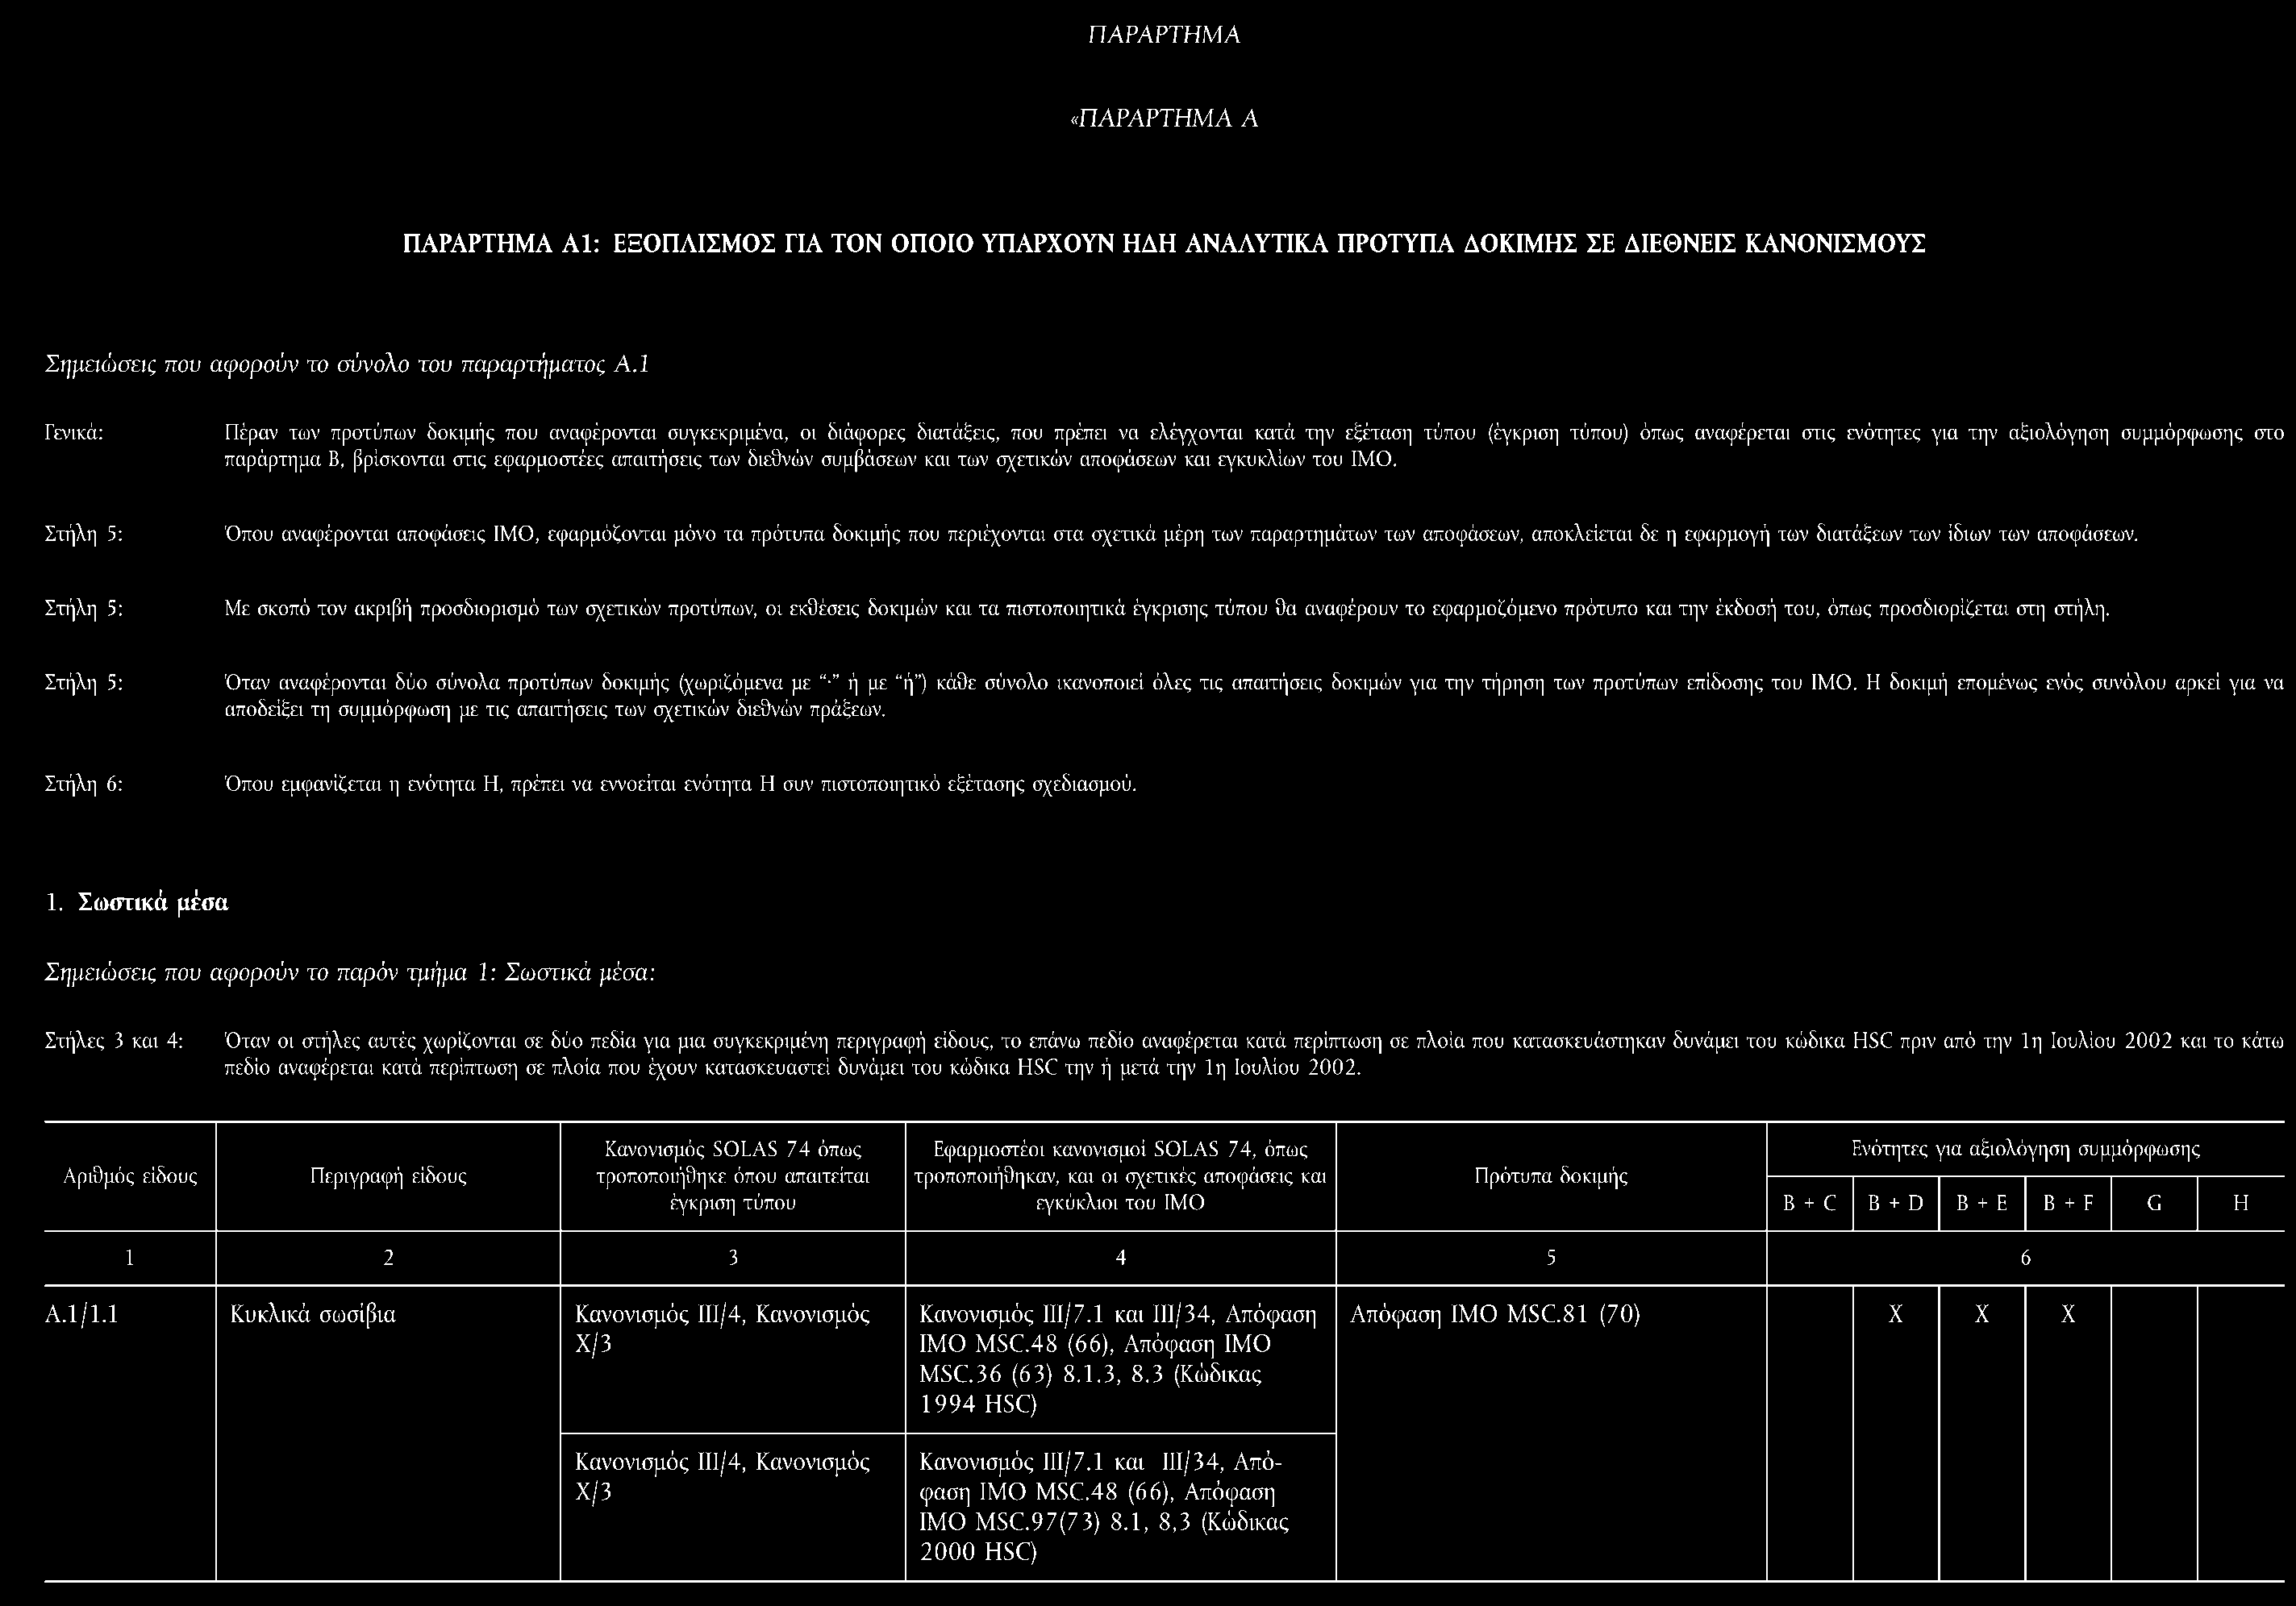 ΠΑΡΑΡΤΗΜΑ
«ΠΑΡΑΡΤΗΜΑ Α
ΠΑΡΑΡΤΗΜΑ Α1: ΕΞΟΠΛΙΣΜΟΣ ΓΙΑ ΤΟΝ ΟΠΟΙΟ ΥΠΑΡΧΟΥΝ ΗΔΗ ΑΝΑΛΥΤΙΚΑ ΠΡΟΤΥΠΑ ΔΟΚΙΜΗΣ ΣΕ ΔΙΕΘΝΕΙΣ ΚΑΝΟΝΙΣΜΟΥΣ
Σημειώσεις που αφορούν το σύνολο του παραρτήματος Α.1
Γενικά: Πέραν των προτύπων δοκιμής που αναφέρονται συγκεκριμένα, οι διάφορες διατάξεις, που πρέπει να ελέγχονται κατά την εξέταση τύπου (έγκριση τύπου) όπως αναφέρεται στις ενότητες για την αξιολόγηση συμμόρφωσης στο
παράρτημα Β, βρίσκονται στις εφαρμοστέες απαιτήσεις των διεθνών συμβάσεων και των σχετικών αποφάσεων και εγκυκλίων του ΙΜΟ.
Στήλη 5: Όπου αναφέρονται αποφάσεις ΙΜΟ, εφαρμόζονται μόνο τα πρότυπα δοκιμής που περιέχονται στα σχετικά μέρη των παραρτημάτων των αποφάσεων, αποκλείεται δε η εφαρμογή των διατάξεων των ίδιων των αποφάσεων.
Στήλη 5: Με σκοπό τον ακριβή προσδιορισμό των σχετικών προτύπων, οι εκθέσεις δοκιμών και τα πιστοποιητικά έγκρισης τύπου θα αναφέρουν το εφαρμοζόμενο πρότυπο και την έκδοσή του, όπως προσδιορίζεται στη στήλη.
Στήλη 5: Όταν αναφέρονται δύο σύνολα προτύπων δοκιμής (χωριζόμενα με “·” ή με “ή”) κάθε σύνολο ικανοποιεί όλες τις απαιτήσεις δοκιμών για την τήρηση των προτύπων επίδοσης του ΙΜΟ. Η δοκιμή επομένως ενός συνόλου αρκεί για να
αποδείξει τη συμμόρφωση με τις απαιτήσεις των σχετικών διεθνών πράξεων.
Στήλη 6: Όπου εμφανίζεται η ενότητα Η, πρέπει να εννοείται ενότητα Η συν πιστοποιητικό εξέτασης σχεδιασμού.
1. Σωστικά μέσα
Σημειώσεις που αφορούν το παρόν τμήμα 1: Σωστικά μέσα:
Στήλες 3 και 4: Όταν οι στήλες αυτές χωρίζονται σε δύο πεδία για μια συγκεκριμένη περιγραφή είδους, το επάνω πεδίο αναφέρεται κατά περίπτωση σε πλοία που κατασκευάστηκαν δυνάμει του κώδικα HSC πριν από την 1η Ιουλίου 2002 και το κάτω
πεδίο αναφέρεται κατά περίπτωση σε πλοία που έχουν κατασκευαστεί δυνάμει του κώδικα HSC την ή μετά την 1η Ιουλίου 2002.
Αριθμός είδους
Περιγραφή είδους
Κανονισμός SOLAS 74 όπως
τροποποιήθηκε όπου απαιτείται
έγκριση τύπου
Εφαρμοστέοι κανονισμοί SOLAS 74, όπως
τροποποιήθηκαν, και οι σχετικές αποφάσεις και
εγκύκλιοι του ΙΜΟ
Πρότυπα δοκιμής
Ενότητες για αξιολόγηση συμμόρφωσης
B + C B + D B + E B + F G H
1 2 3 4 5 6
Α.1/1.1
Κυκλικά σωσίβια
Κανονισμός III/4, Κανονισμός
X/3
Κανονισμός III/7.1 και III/34, Απόφαση
IMO MSC.48 (66), Απόφαση IMO
MSC.36 (63) 8.1.3, 8.3 (Κώδικας
1994 HSC)
Απόφαση IMO MSC.81 (70)
X X X
Κανονισμός III/4, Κανονισμός
X/3
Κανονισμός III/7.1 και III/34, Από-
φαση IMO MSC.48 (66), Απόφαση
IMO MSC.97(73) 8.1, 8,3 (Κώδικας
2000 HSC)